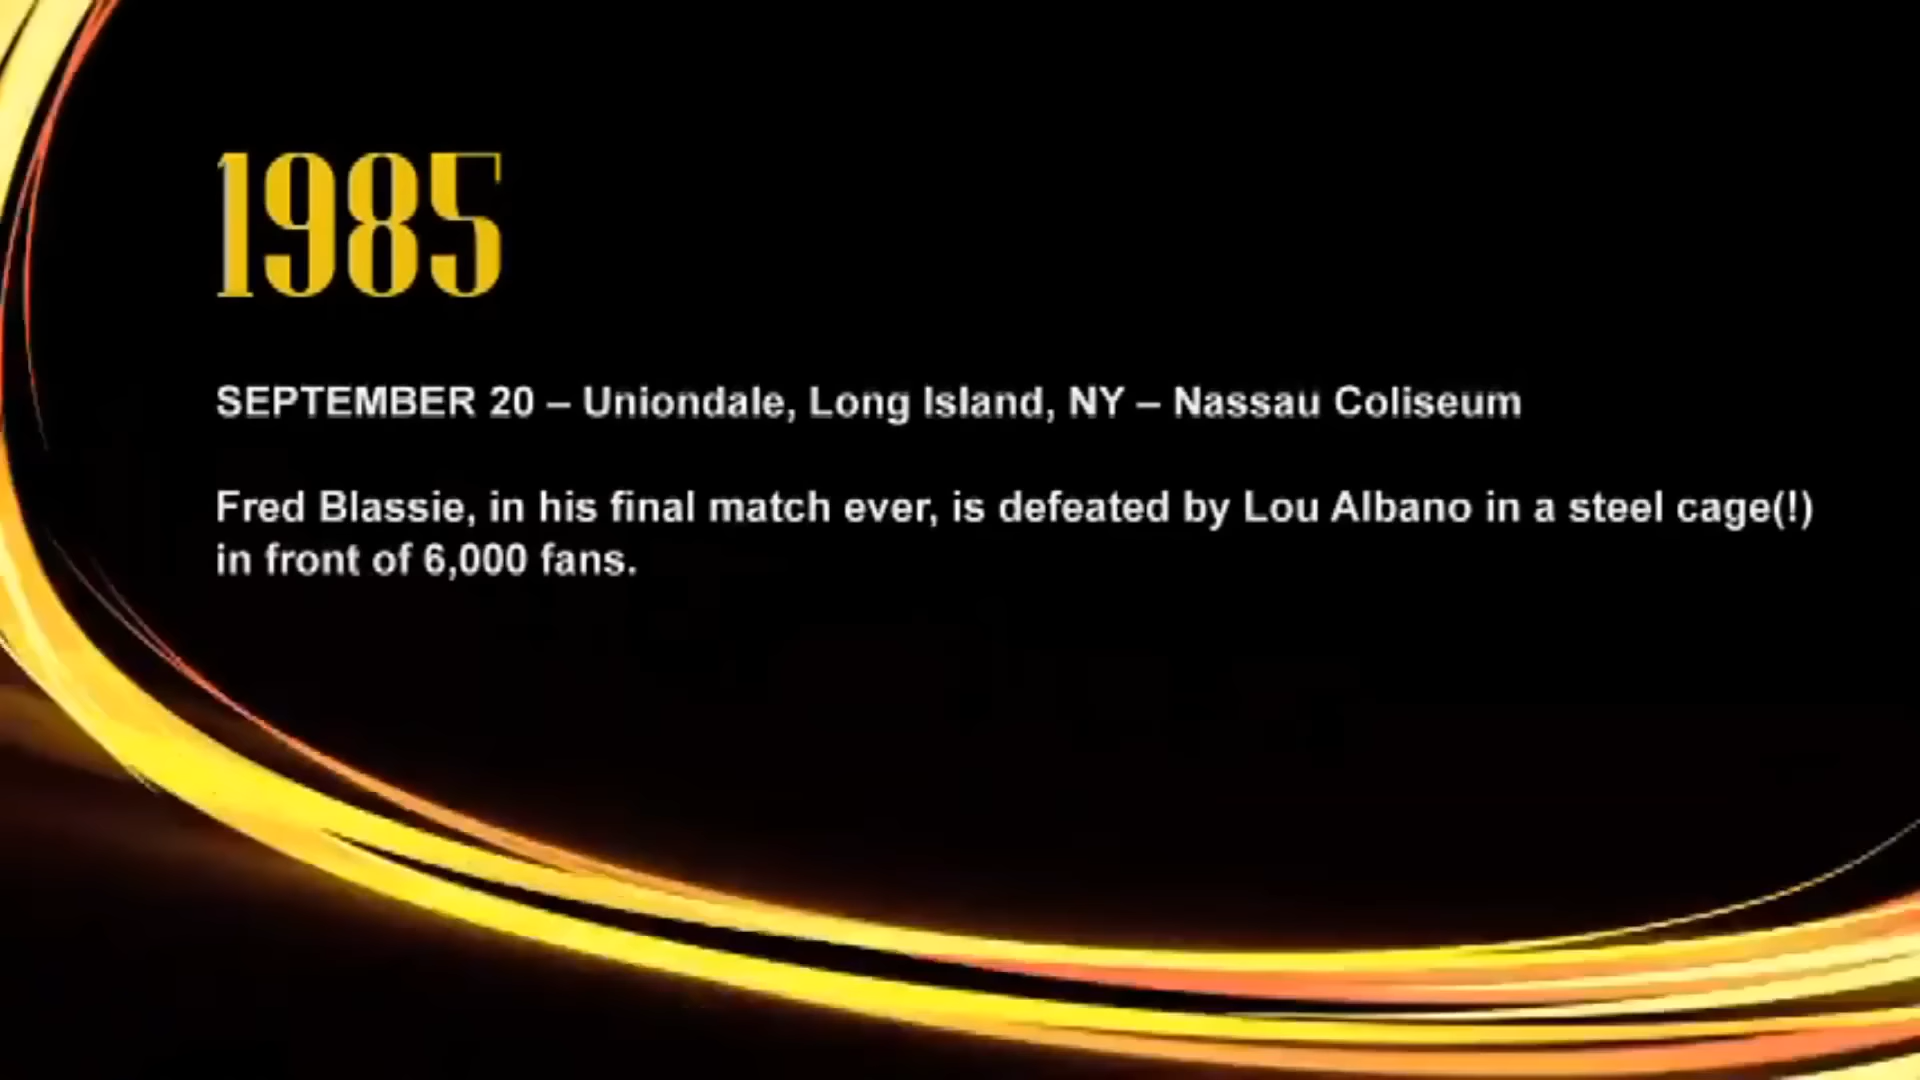 1985
SEPTEMBER 20 – Uniondale, Long Island, NY – Nassau Coliseum
Fred Blassie, in his final match ever, is defeated by Lou Albano in a steel cage(!)
in front of 6,000 fans.